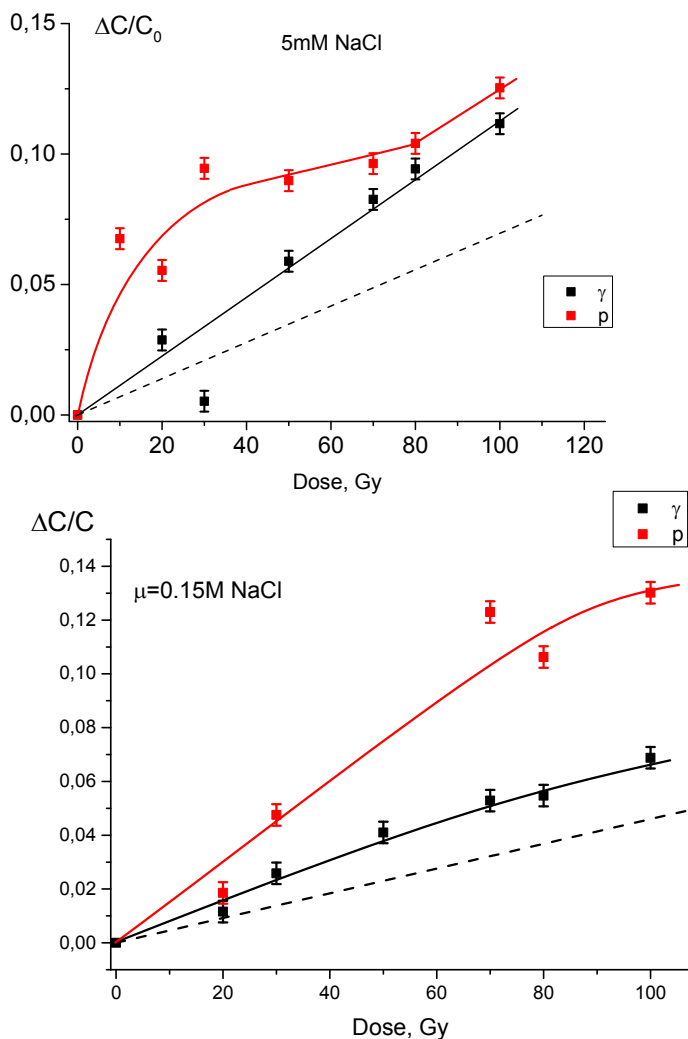 ΔC/C₀
5mM NaCl
0,15
0,10
0,05
0,00
γ
p
0 20 40 60 80 100 120
Dose, Gy
γ
p
ΔC/C
μ=0.15M NaCl
0,14
0,12
0,10
0,08
0,06
0,04
0,02
0,00
0 20 40 60 80 100
Dose, Gy